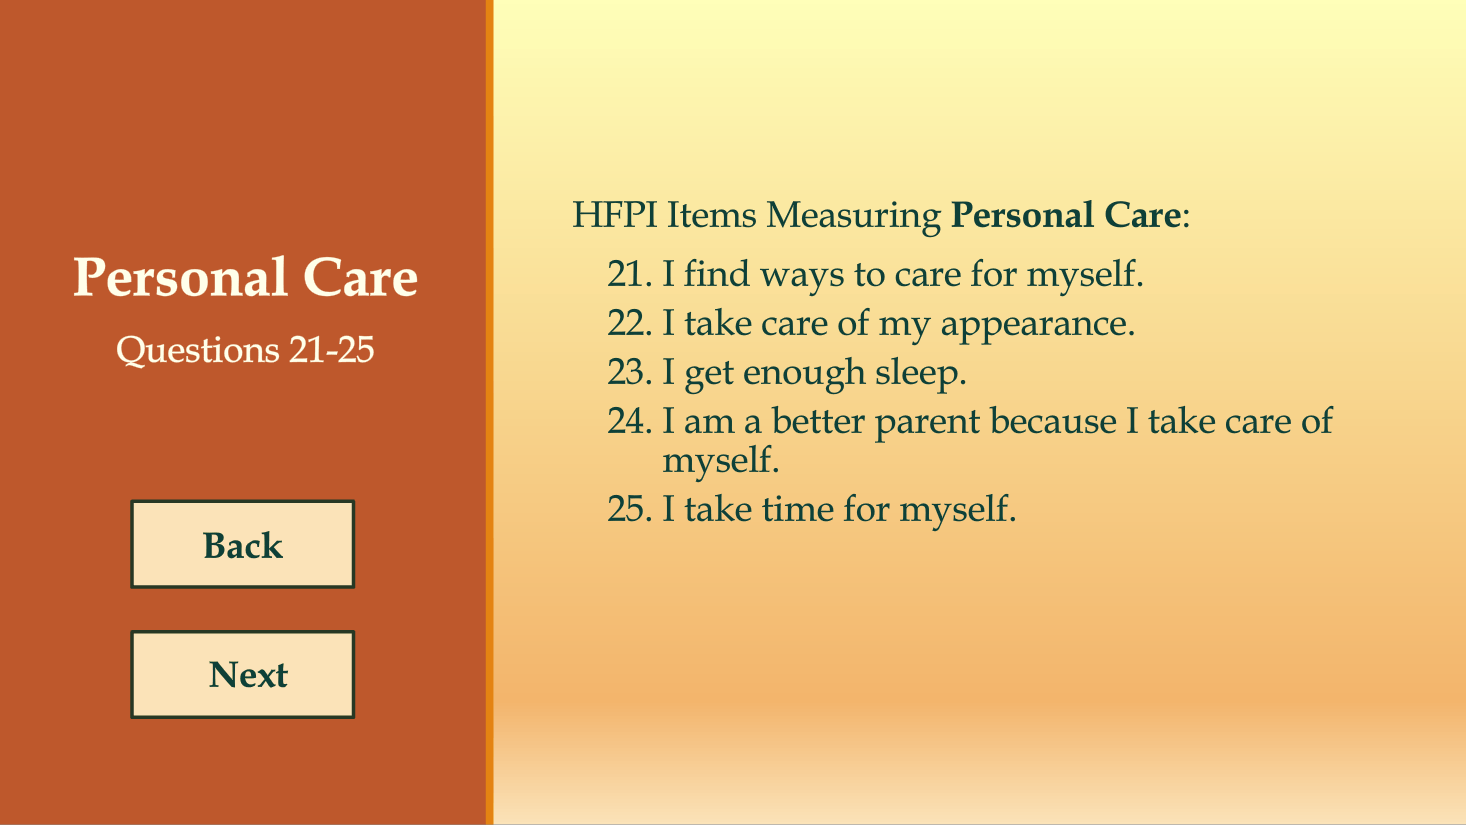 Personal Care
Questions 21-25
Back
Next
HFPI Items Measuring Personal Care:
21. I find ways to care for myself.
22. I take care of my appearance.
23. I get enough sleep.
24. I am a better parent because I take care of
myself.
25. I take time for myself.